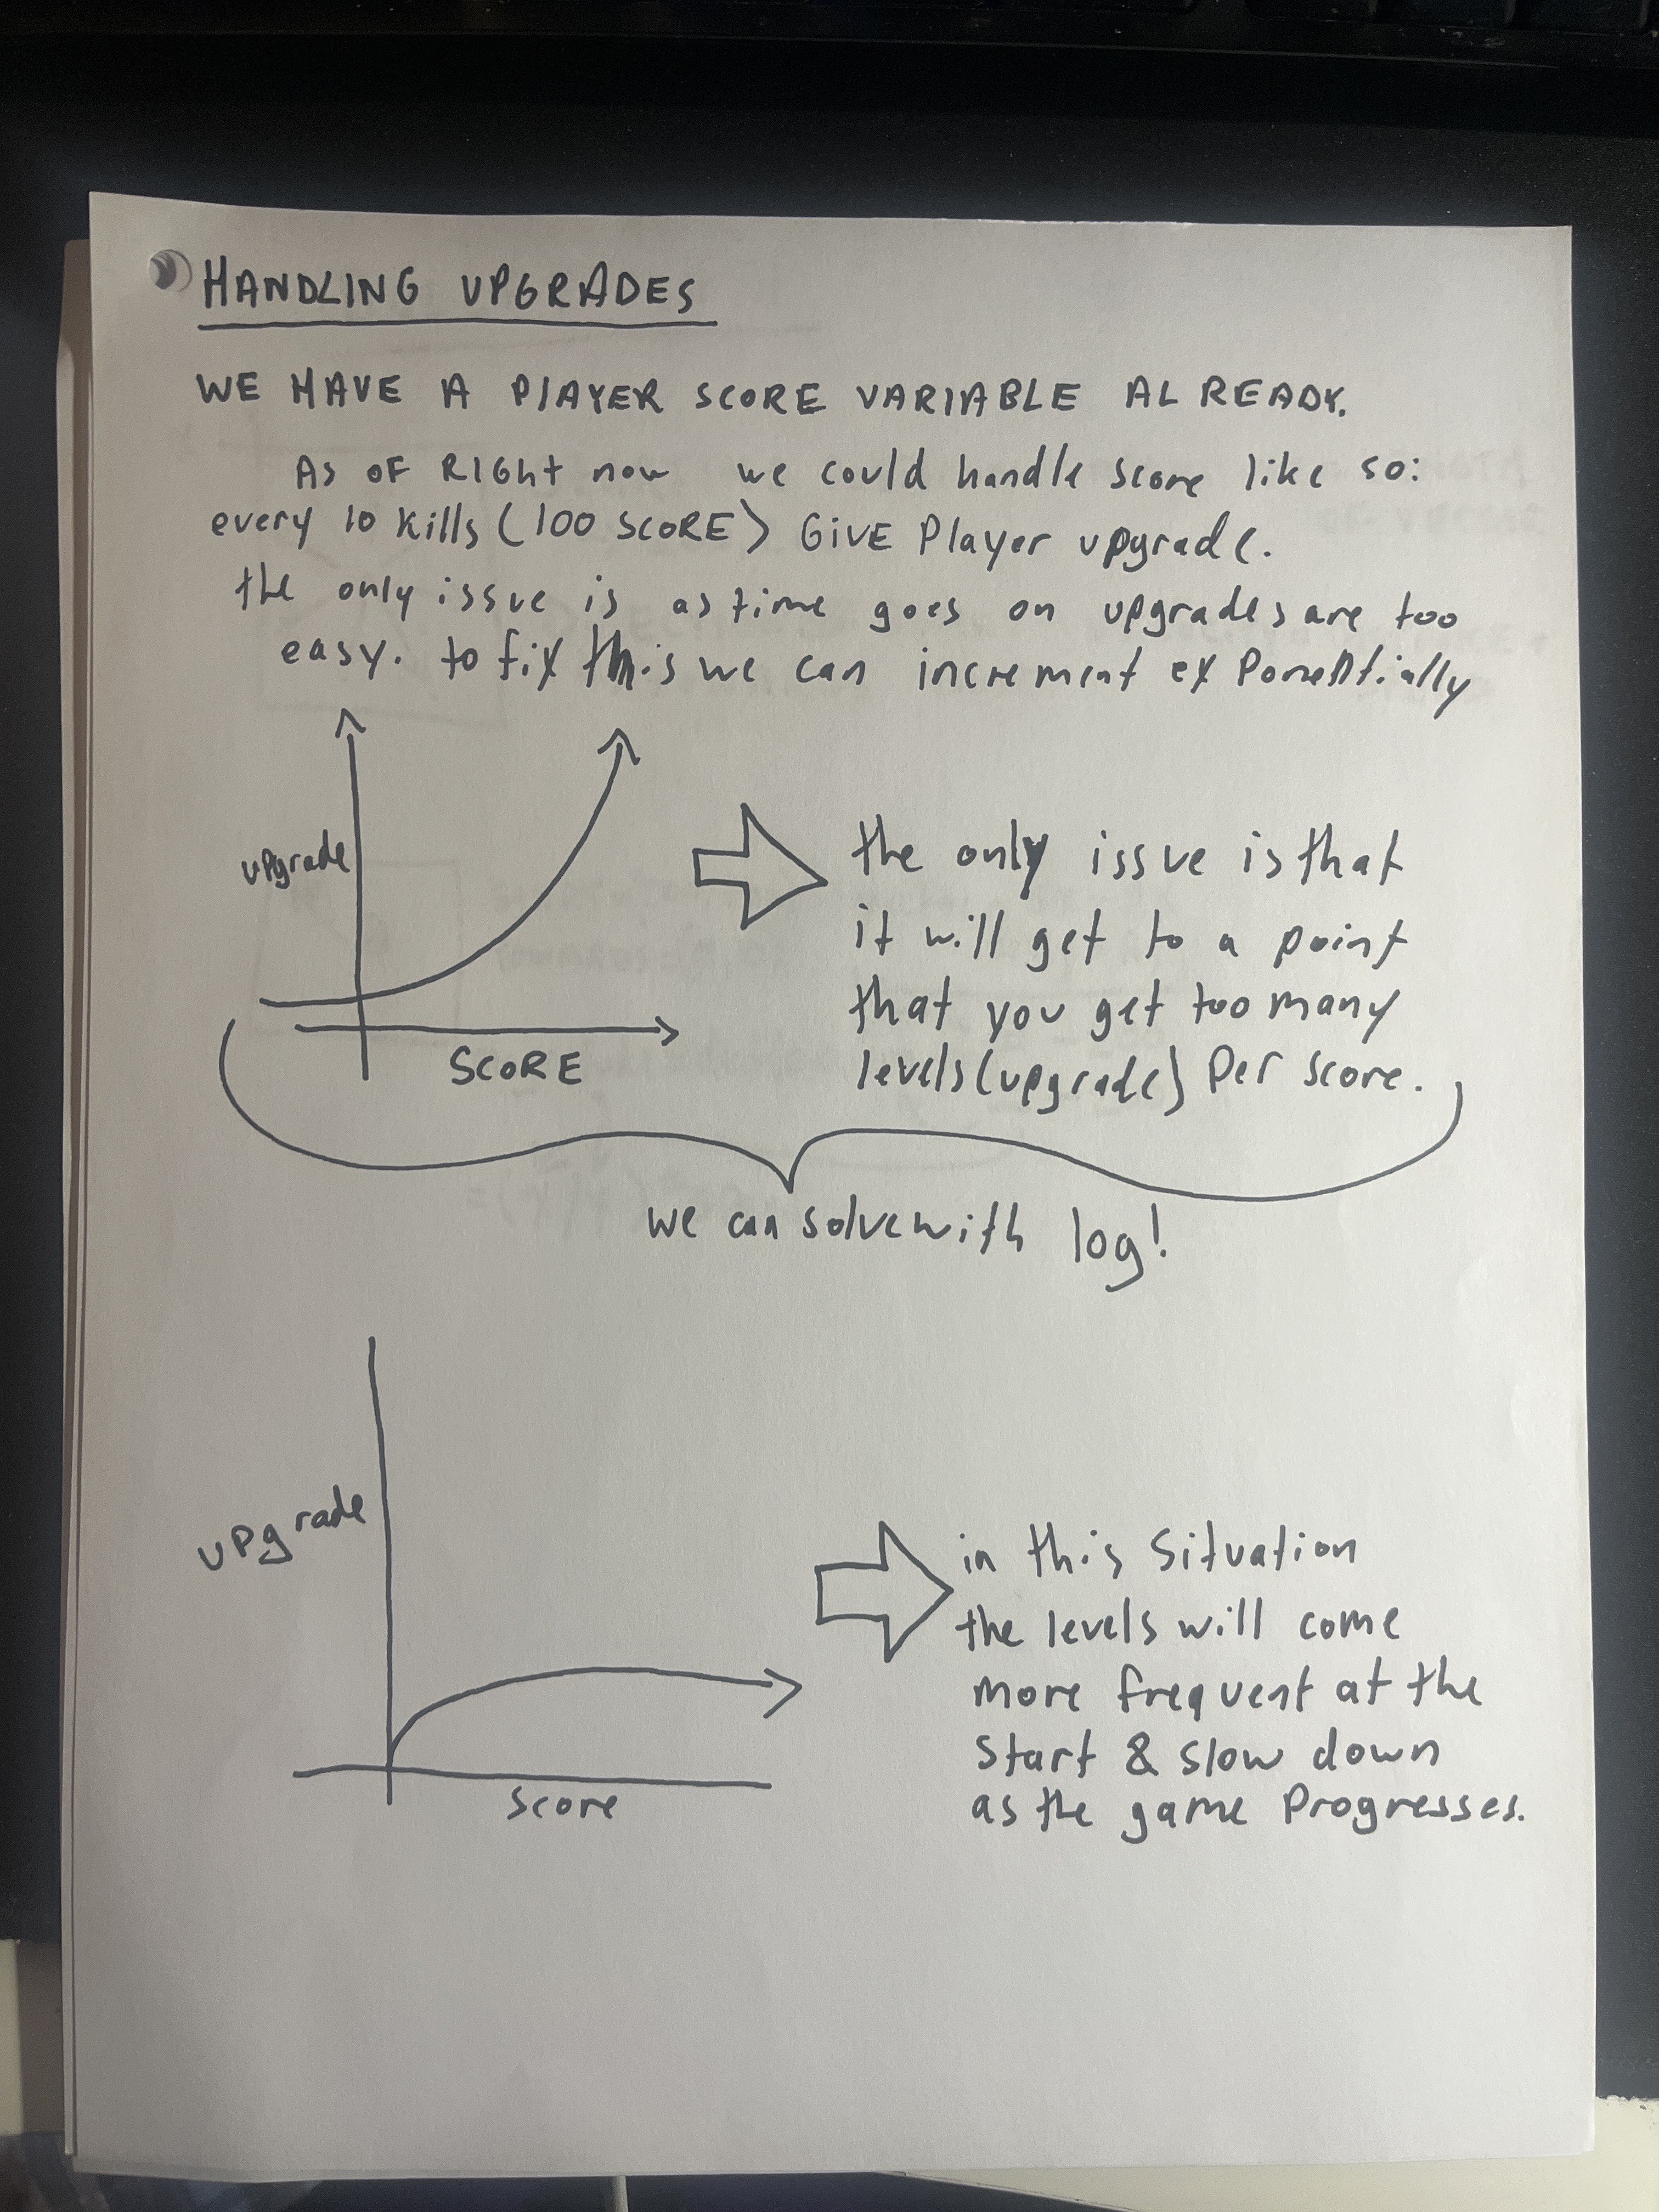 HANDLING UPGRADES
WE HAVE A PLAYER SCORE VARIABLE ALREADY.
AS OF RIGHt now we could handle score like so:
every 10 kills (100 SCORE) GIVE Player upgrade.
the only issue is as time goes on upgrades are too
easy. to fix this we can increment exponentially
upgrade
SCORE
the only issue is that
it will get to a point
that you get too many
levels (upgrade) per score.
we can solve with log!
upgrade
score
in this situation
the levels will come
more frequent at the
start & slow down
as the game progresses.